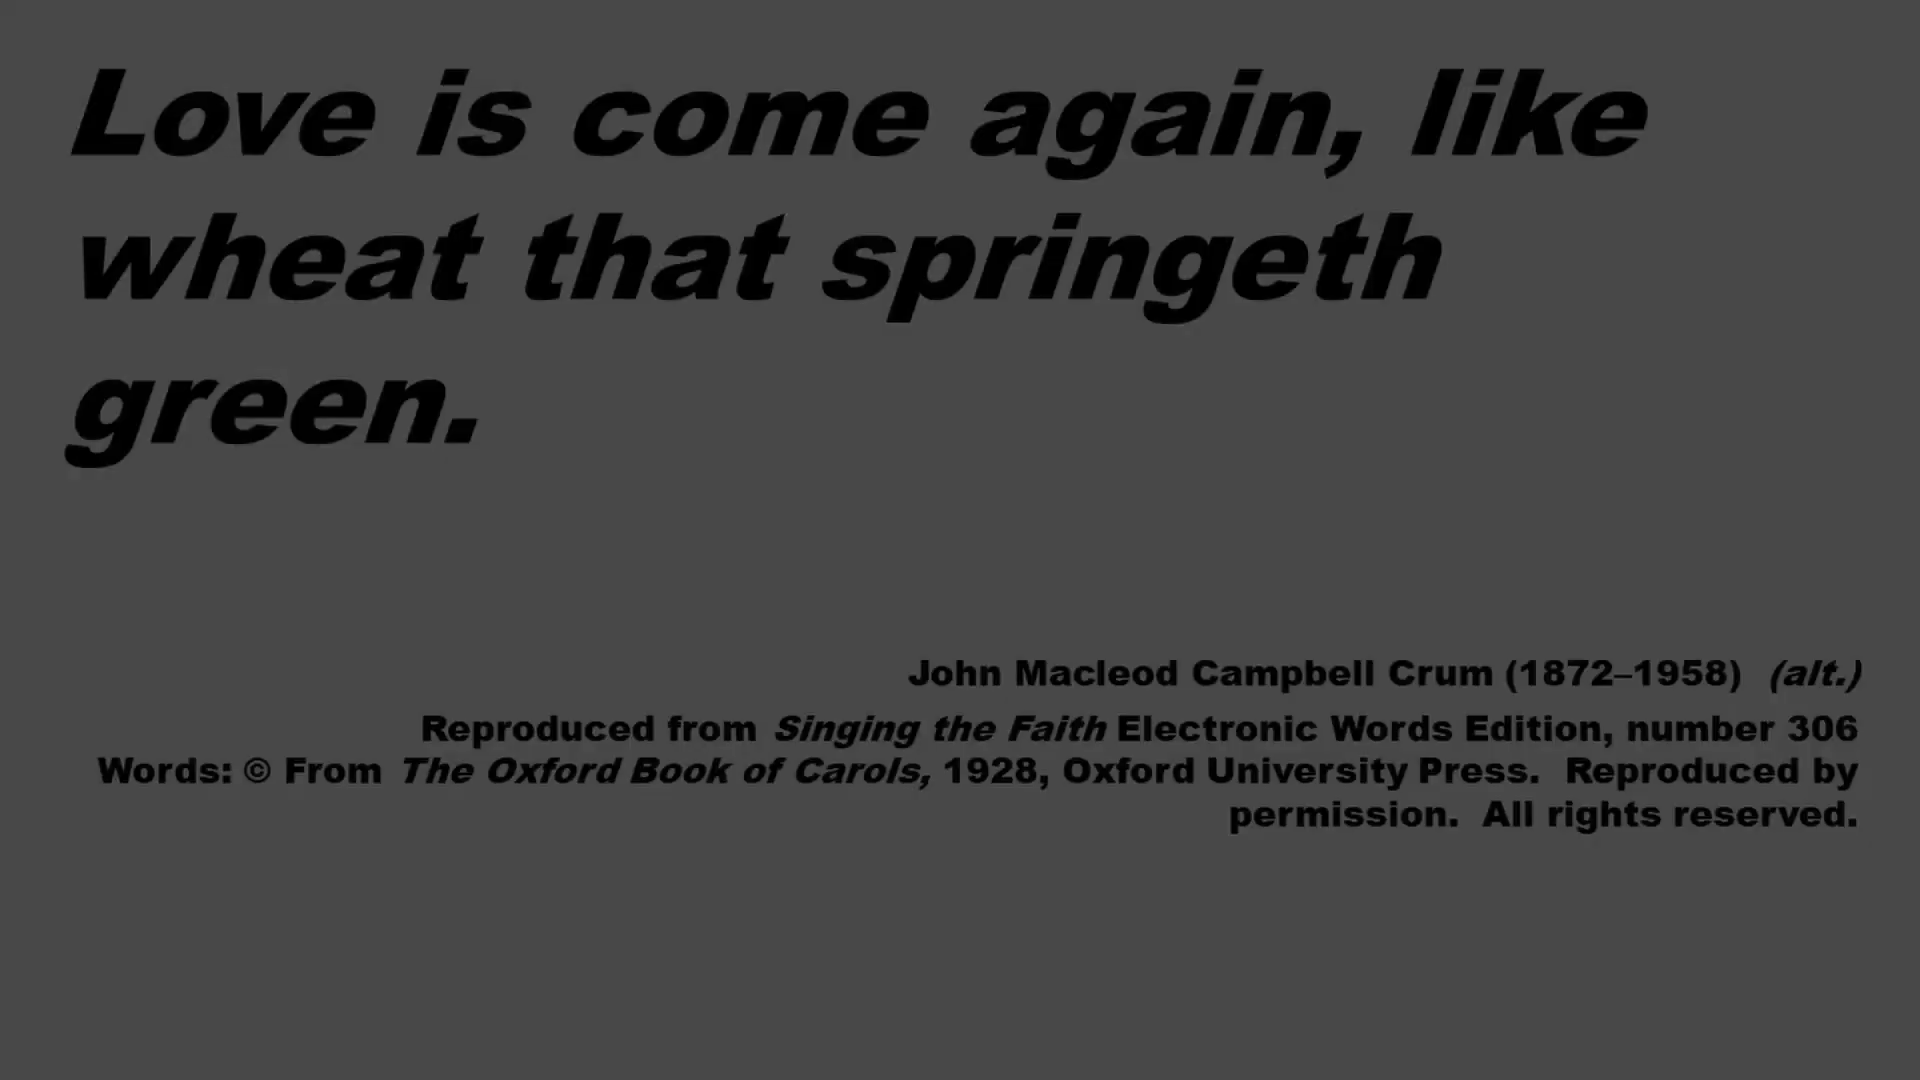 Love is come again, like
wheat that springeth
green.
John Macleod Campbell Crum (1872–1958)  (alt.)
Reproduced from Singing the Faith Electronic Words Edition, number 306
Words: © From The Oxford Book of Carols, 1928, Oxford University Press.  Reproduced by
permission.  All rights reserved.